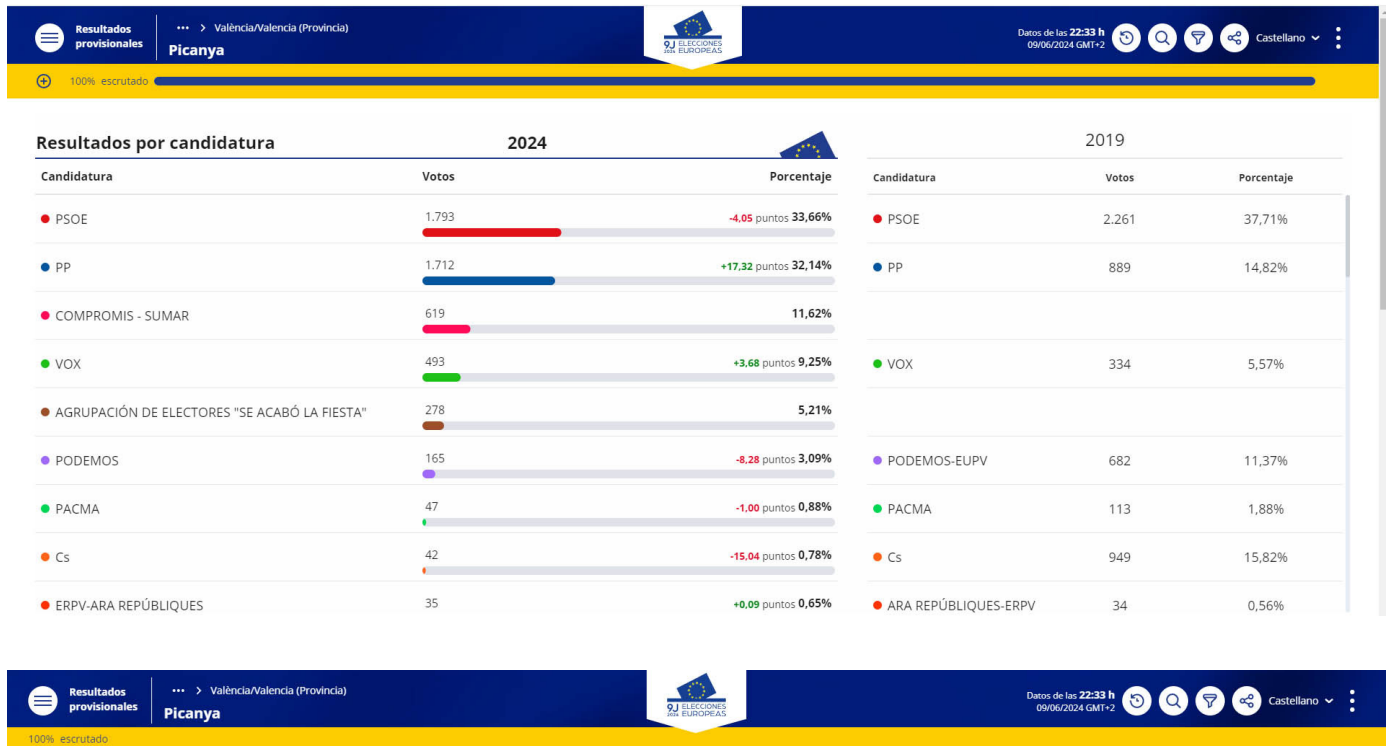 Resultados provisionales
··· > València/Valencia (Provincia)
Picanya
9J ELECCIONES
2024 EUROPEAS
Datos de las 22:33 h
09/06/2024 GMT+2
Castellano
100% escrutado
Resultados por candidatura 2024 2019
Candidatura Votos Porcentaje Candidatura Votos Porcentaje
PSOE 1.793 -4,05 puntos 33,66% PSOE 2.261 37,71%
PP 1.712 +17,32 puntos 32,14% PP 889 14,82%
COMPROMIS - SUMAR 619 11,62%
VOX 493 +3,68 puntos 9,25% VOX 334 5,57%
AGRUPACIÓN DE ELECTORES "SE ACABÓ LA FIESTA" 278 5,21%
PODEMOS 165 -8,28 puntos 3,09% PODEMOS-EUPV 682 11,37%
PACMA 47 -1,00 puntos 0,88% PACMA 113 1,88%
Cs 42 -15,04 puntos 0,78% Cs 949 15,82%
ERPV-ARA REPÚBLIQUES 35 +0,09 puntos 0,65% ARA REPÚBLIQUES-ERPV 34 0,56%
Resultados provisionales
··· > València/Valencia (Provincia)
Picanya
9J ELECCIONES
2024 EUROPEAS
Datos de las 22:33 h
09/06/2024 GMT+2
Castellano
100% escrutado